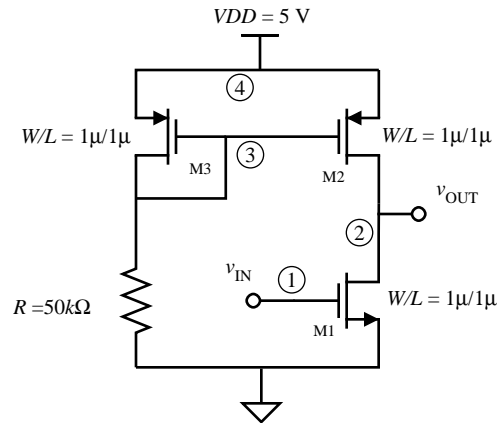 VDD = 5 V
4
W/L = 1µ/1µ
M3
3
M2
W/L = 1µ/1µ
vOUT
2
vIN
1
R =50kΩ
M1
W/L = 1µ/1µ